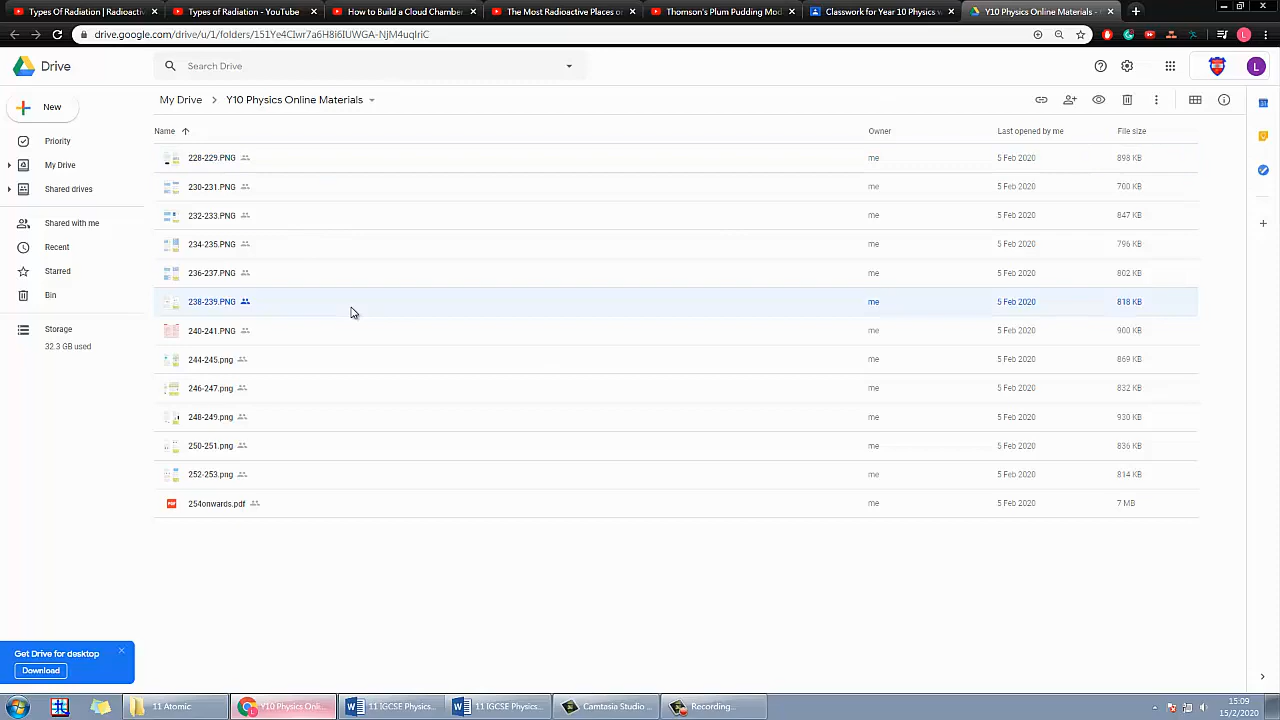 Types Of Radiation | Radioact
Types of Radiation - YouTube
How to Build a Cloud Chamber
The Most Radioactive Places on
Thomson's Plum Pudding Mo
Classwork for Year 10 Physics w
Y10 Physics Online Materials -
drive.google.com/drive/u/1/folders/151Ye4CIwr7a6H8i6IUWGA-NjM4uqIriC
L
Drive
Search Drive
L
New
My Drive
Y10 Physics Online Materials
Name
Owner
Last opened by me
File size
Priority
My Drive
Shared drives
Shared with me
Recent
Starred
Bin
Storage
32.3 GB used
228-229.PNG me 5 Feb 2020 898 KB
230-231.PNG me 5 Feb 2020 700 KB
232-233.PNG me 5 Feb 2020 847 KB
234-235.PNG me 5 Feb 2020 796 KB
236-237.PNG me 5 Feb 2020 802 KB
238-239.PNG me 5 Feb 2020 818 KB
240-241.PNG me 5 Feb 2020 900 KB
244-245.png me 5 Feb 2020 869 KB
246-247.png me 5 Feb 2020 832 KB
248-249.png me 5 Feb 2020 930 KB
250-251.png me 5 Feb 2020 836 KB
252-253.png me 5 Feb 2020 814 KB
PDF 254onwards.pdf me 5 Feb 2020 7 MB
Get Drive for desktop
Download
11 Atomic
Y10 Physics Onli...
11 IGCSE Physics...
11 IGCSE Physics...
Camtasia Studio ...
Recording...
15:09
15/2/2020